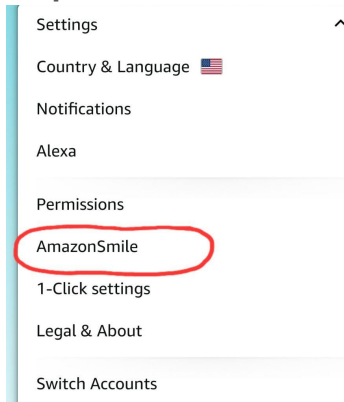 Settings
Country & Language
Notifications
Alexa
Permissions
AmazonSmile
1-Click settings
Legal & About
Switch Accounts